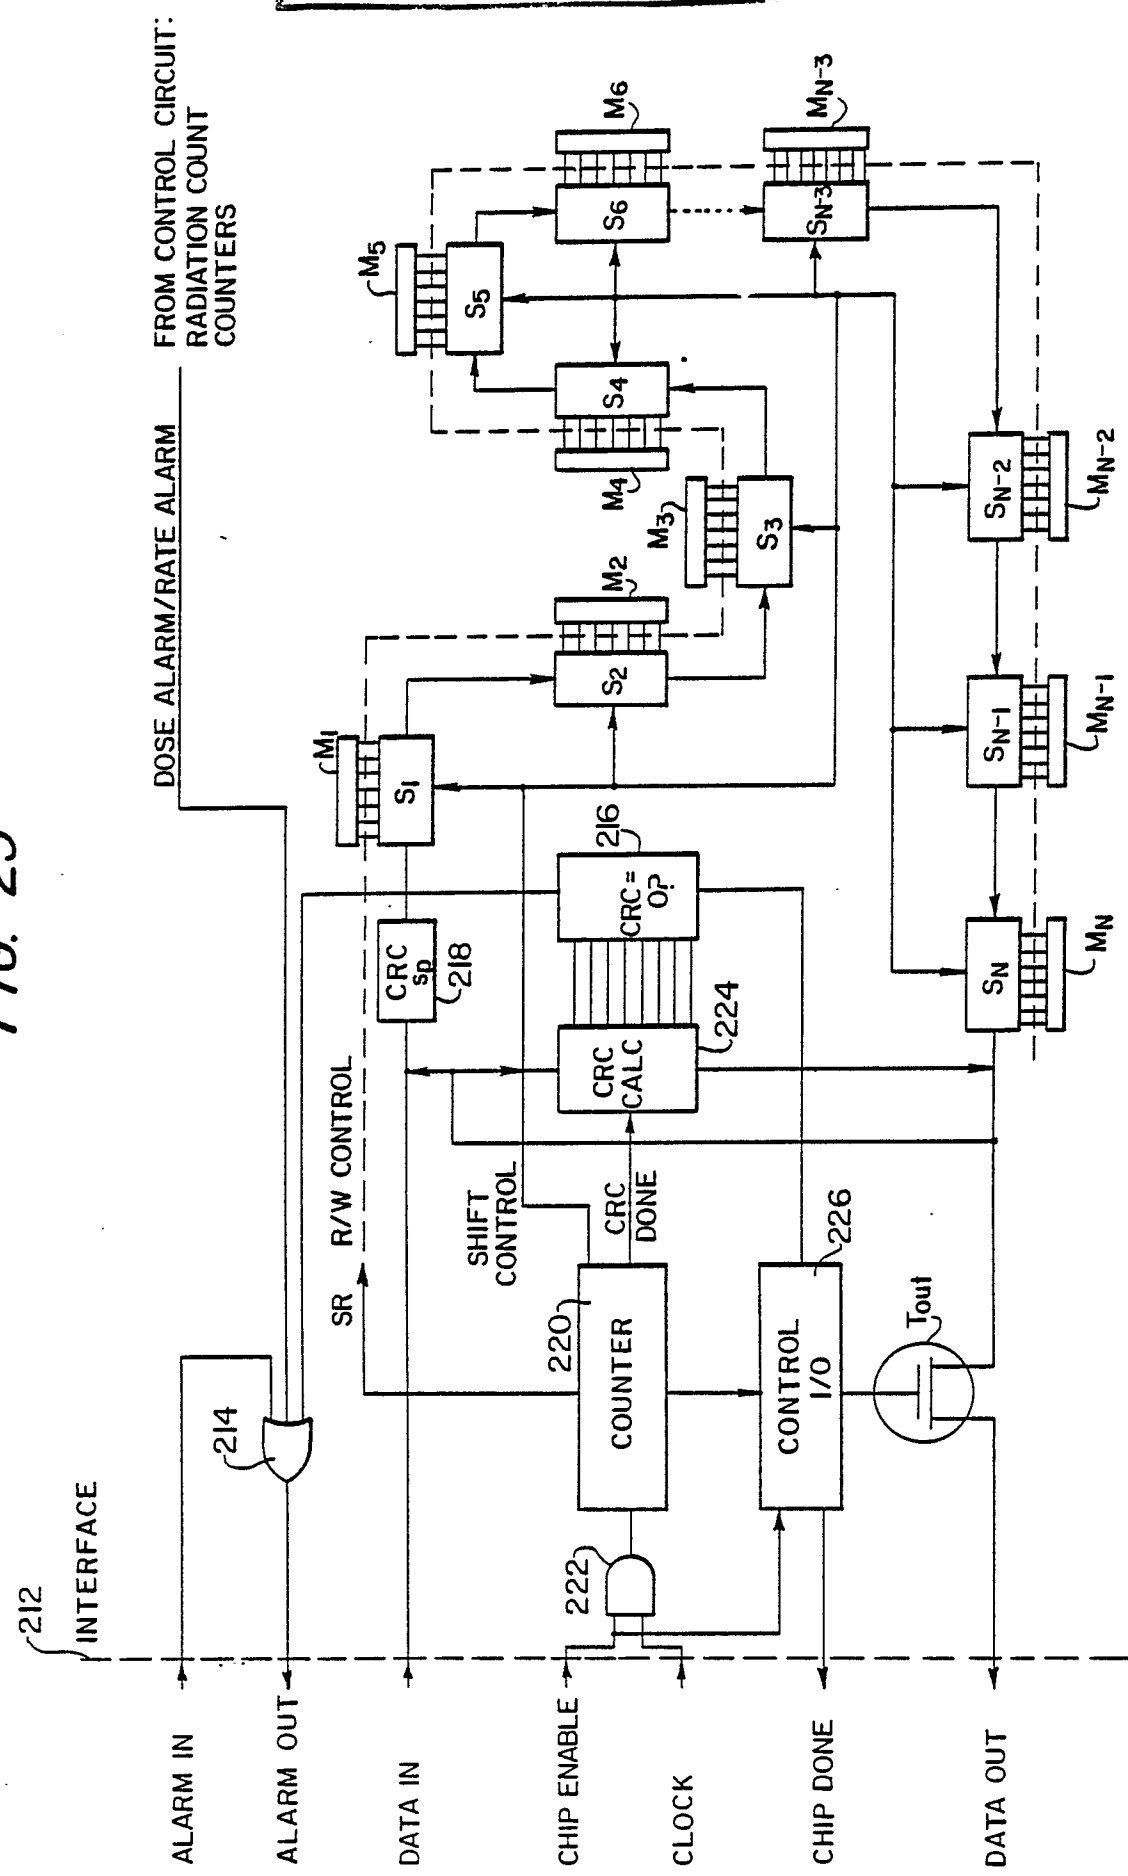 FIG. 25
212
INTERFACE
ALARM IN
ALARM OUT
DATA IN
CHIP ENABLE
CLOCK
CHIP DONE
DATA OUT
214
DOSE ALARM/RATE ALARM
FROM CONTROL CIRCUIT:
RADIATION COUNT
COUNTERS
SR
R/W CONTROL
SHIFT
CONTROL
CRC
DONE
222
220
COUNTER
CONTROL
I/O
226
Tout
CRC
sp
218
CRC
CALC
224
CRC=
0?
216
M1
S1
M2
S2
M3
S3
M4
S4
M5
S5
M6
S6
MN-3
SN-3
MN-2
SN-2
MN-1
SN-1
MN
SN